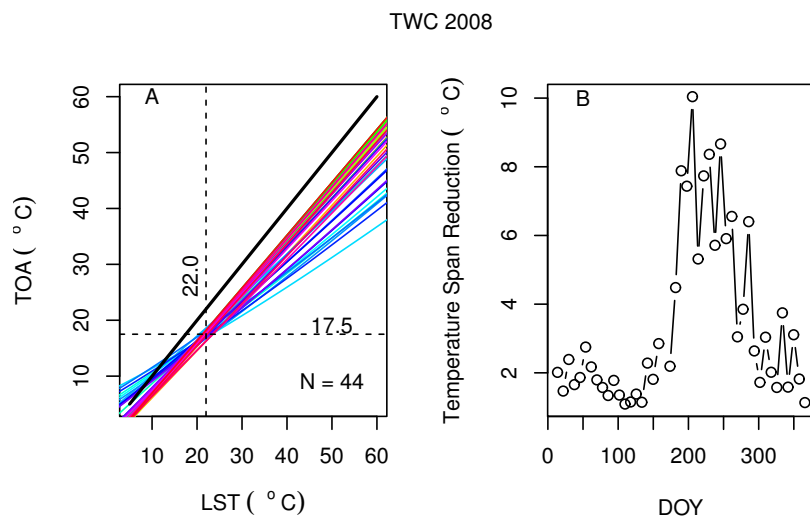 TWC 2008
A
TOA ( °C)
60
50
40
30
20
10
22.0
17.5
N = 44
10 20 30 40 50 60
LST ( °C)
B
Temperature Span Reduction ( °C)
10
8
6
4
2
0 100 200 300
DOY